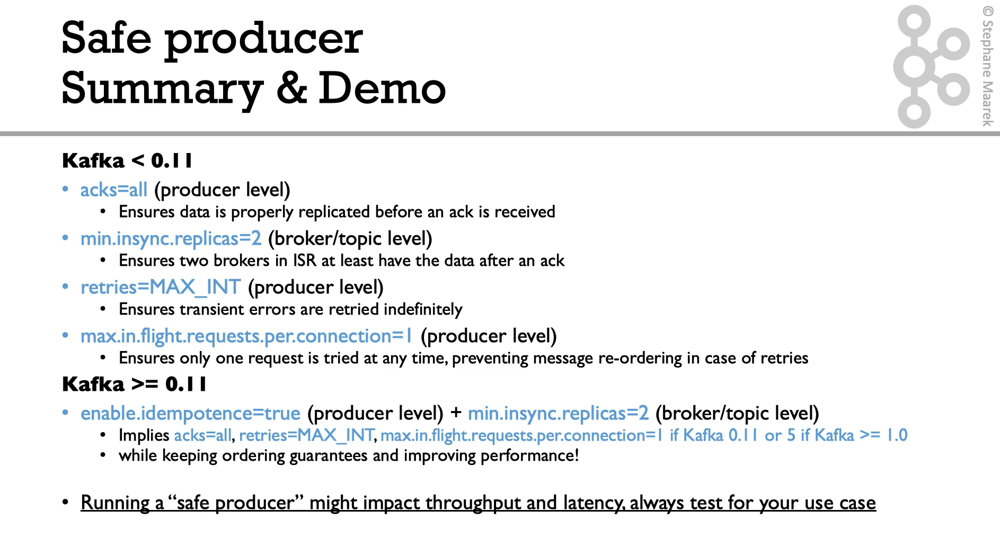 Safe producer
Summary & Demo
© Stephane Maarek
Kafka < 0.11
• acks=all (producer level)
• Ensures data is properly replicated before an ack is received
• min.insync.replicas=2 (broker/topic level)
• Ensures two brokers in ISR at least have the data after an ack
• retries=MAX_INT (producer level)
• Ensures transient errors are retried indefinitely
• max.in.flight.requests.per.connection=1 (producer level)
• Ensures only one request is tried at any time, preventing message re-ordering in case of retries
Kafka >= 0.11
• enable.idempotence=true (producer level) + min.insync.replicas=2 (broker/topic level)
• Implies acks=all, retries=MAX_INT, max.in.flight.requests.per.connection=1 if Kafka 0.11 or 5 if Kafka >= 1.0
• while keeping ordering guarantees and improving performance!
• Running a “safe producer” might impact throughput and latency, always test for your use case